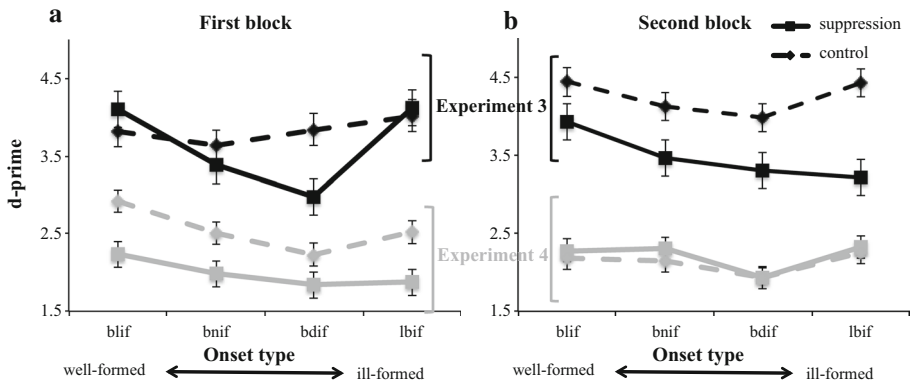 a
First block
b
Second block
suppression
control
d-prime
4.5
3.5
2.5
1.5
Experiment 3
Experiment 4
blif
bnif
bdif
lbif
Onset type
well-formed
ill-formed
4.5
3.5
2.5
1.5
blif
bnif
bdif
lbif
Onset type
well-formed
ill-formed